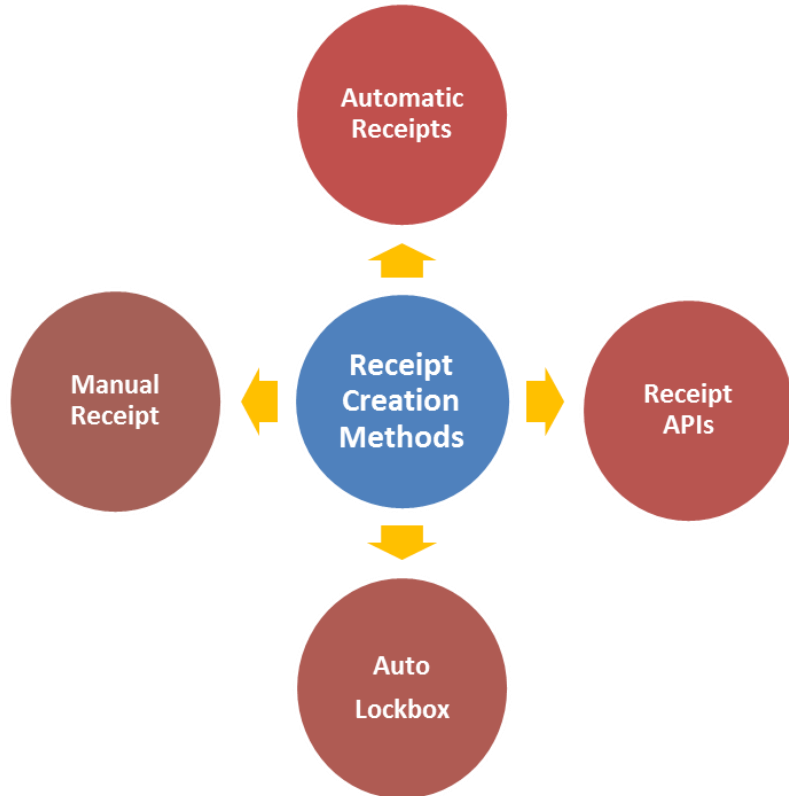 Automatic
Receipts
Manual
Receipt
Receipt
Creation
Methods
Receipt
APIs
Auto
Lockbox